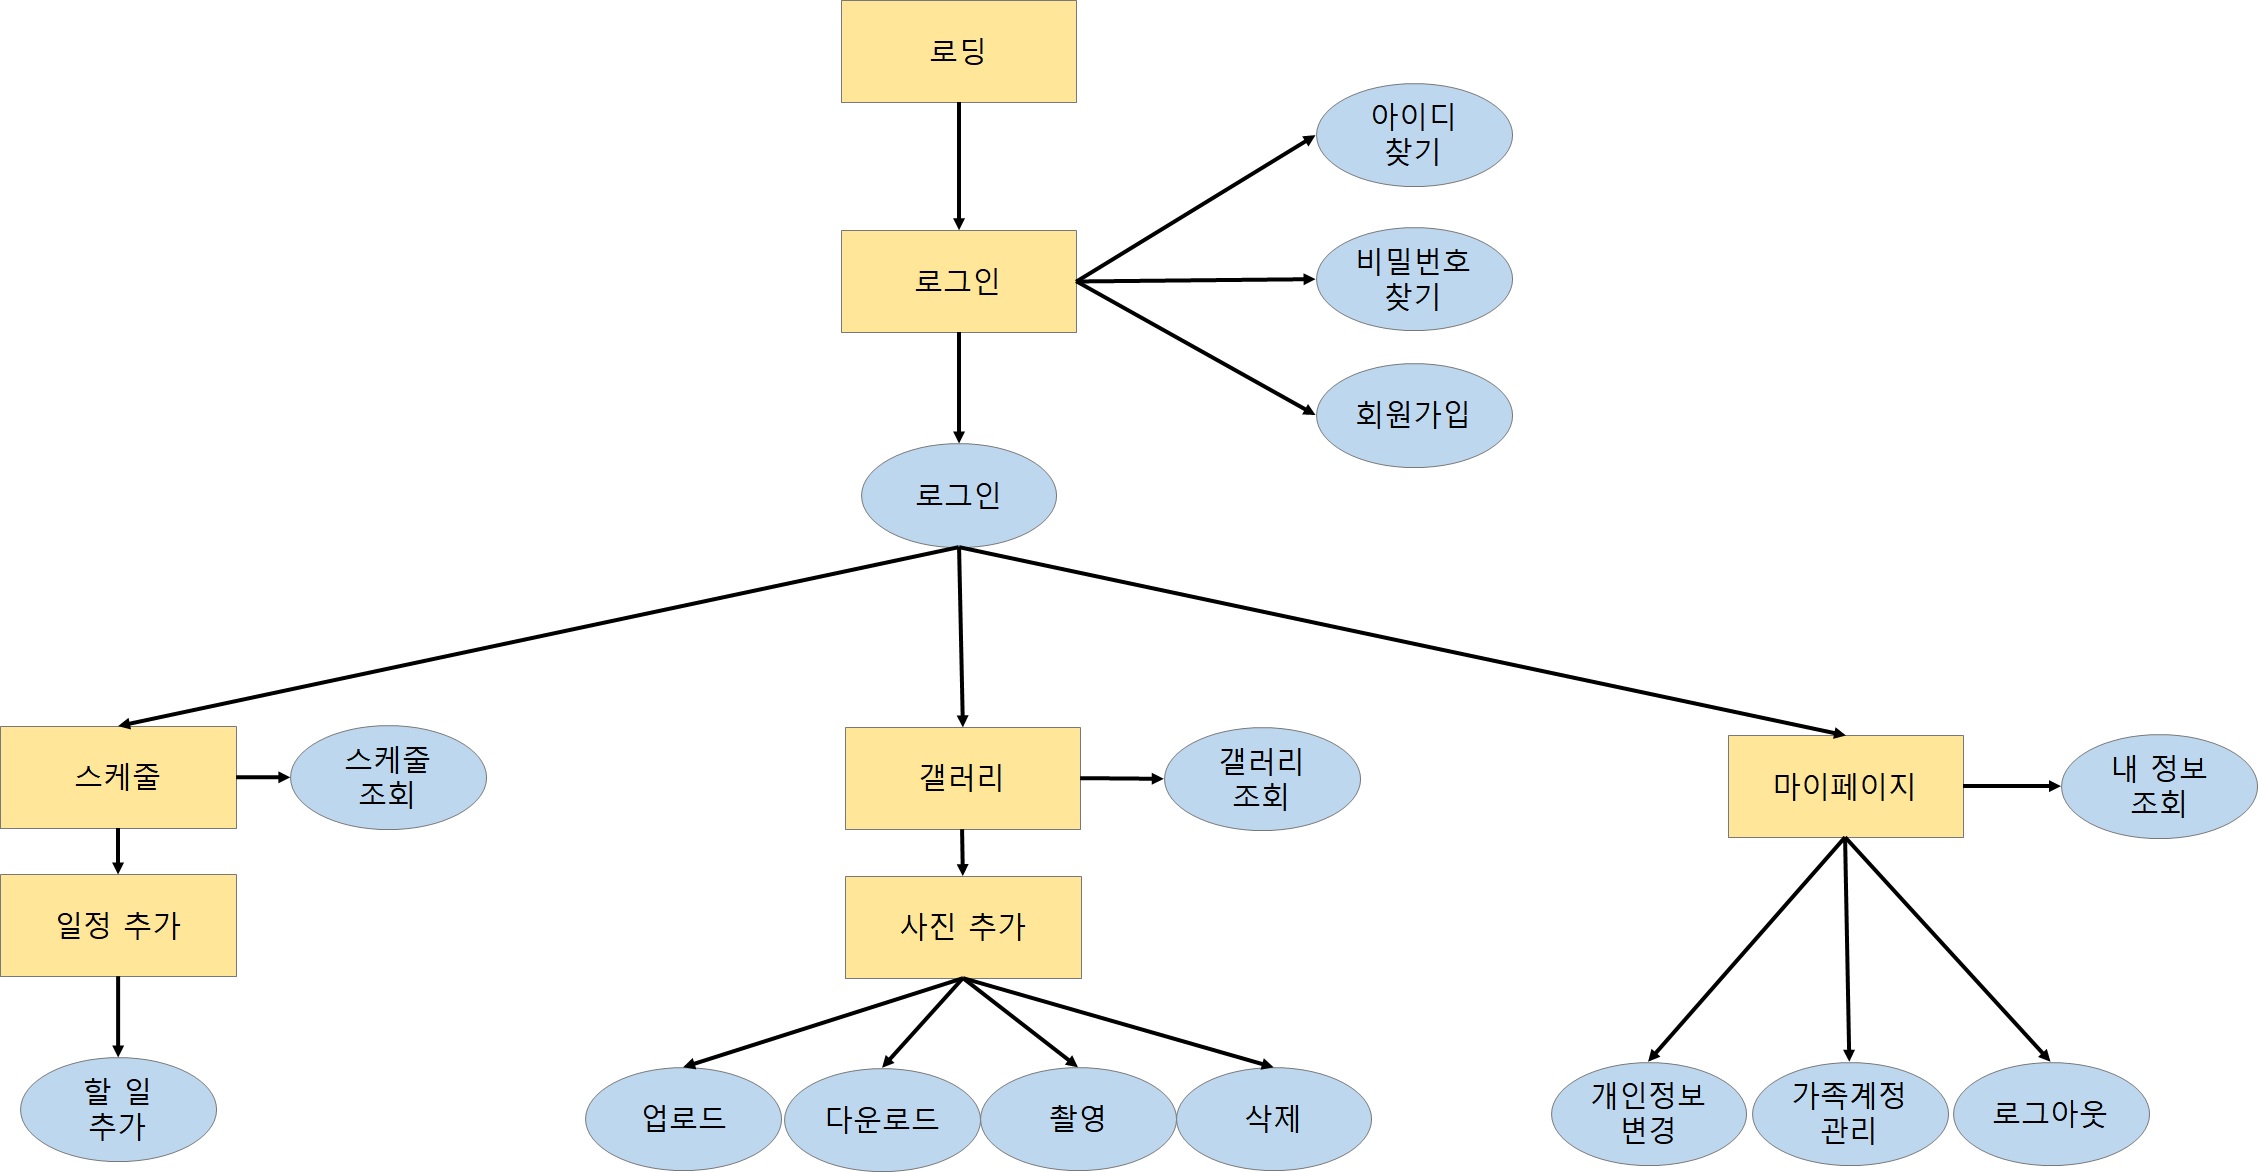 로딩
아이디
찾기
비밀번호
찾기
로그인
회원가입
로그인
스케줄
스케줄
조회
갤러리
갤러리
조회
마이페이지
내 정보
조회
일정 추가
사진 추가
할 일
추가
업로드
다운로드
촬영
삭제
개인정보
변경
가족계정
관리
로그아웃